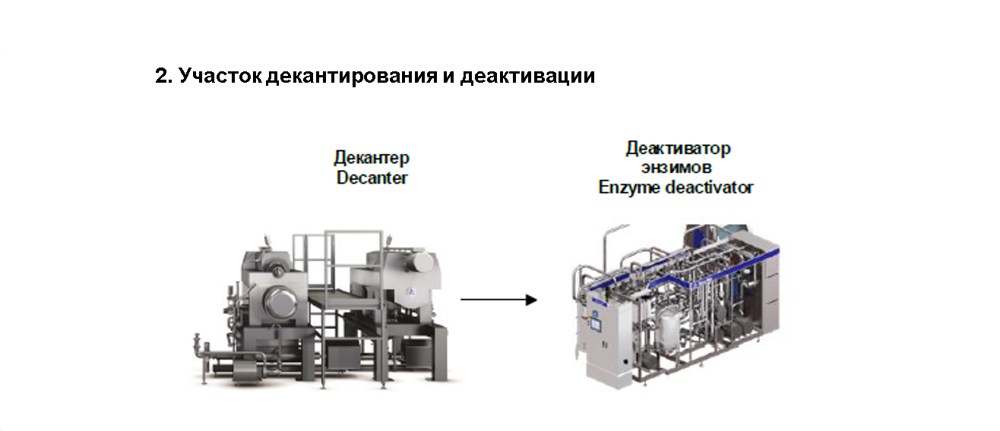 2. Участок декантирования и деактивации
Декантер
Decanter
Деактиватор
энзимов
Enzyme deactivator